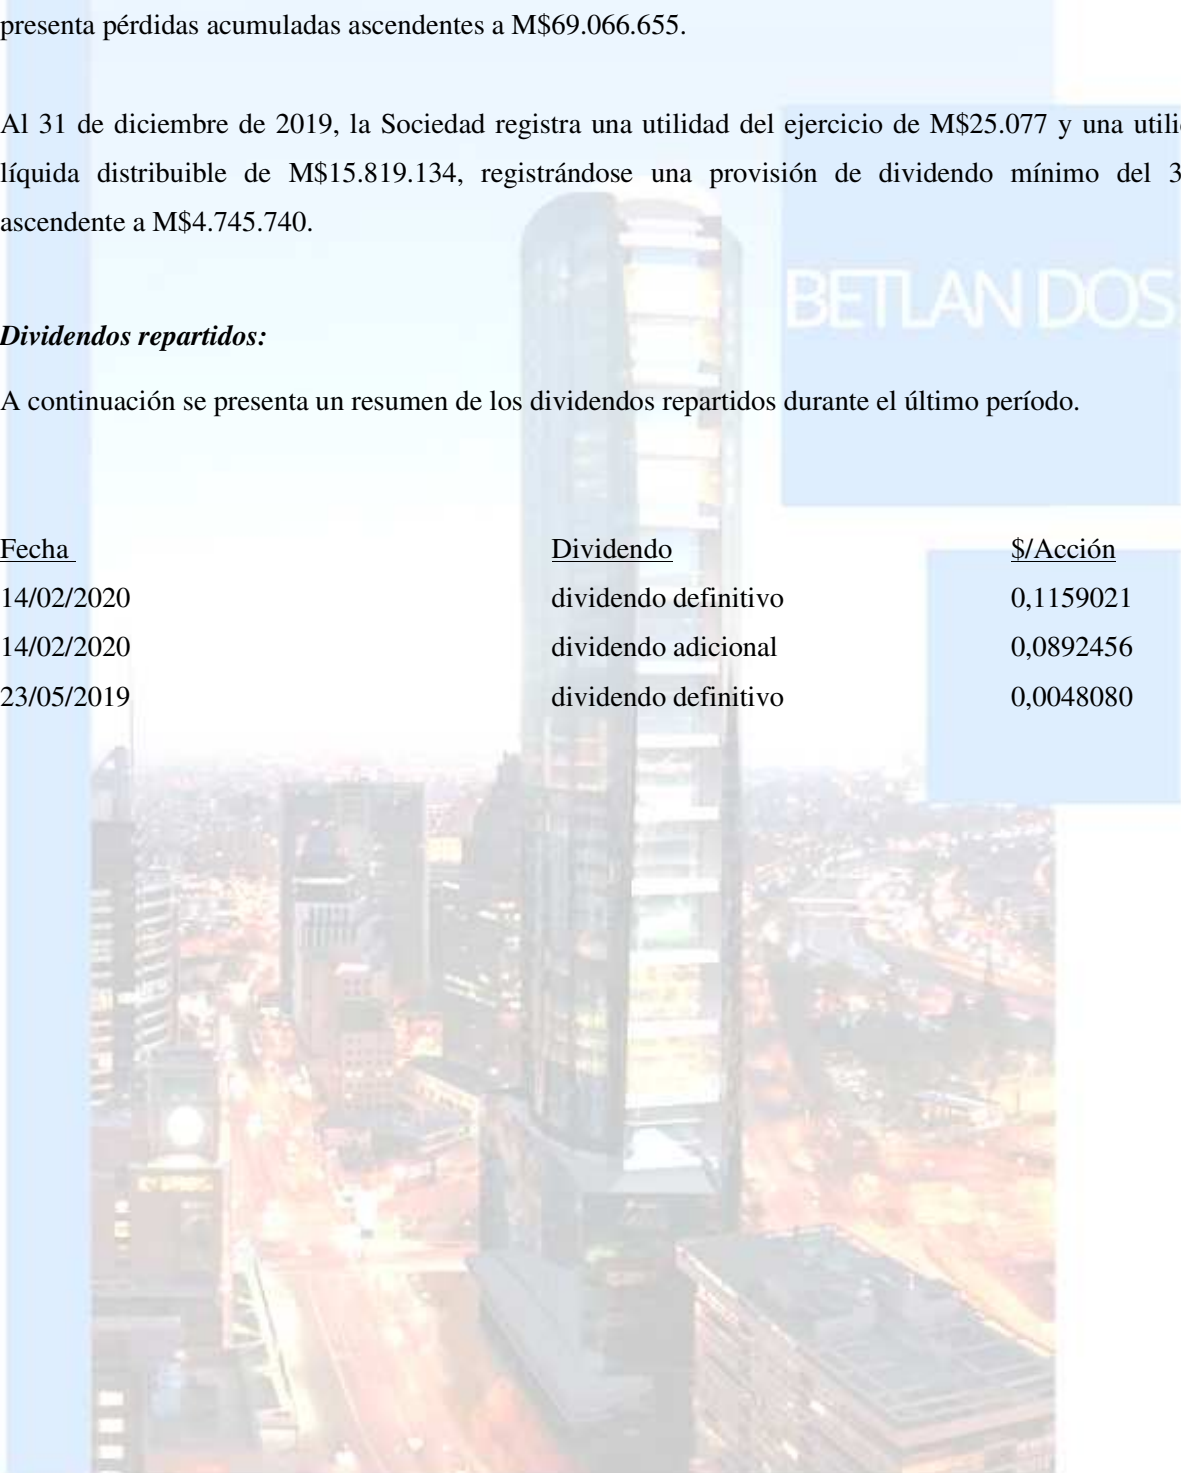 presenta pérdidas acumuladas ascendentes a M$69.066.655.
Al 31 de diciembre de 2019, la Sociedad registra una utilidad del ejercicio de M$25.077 y una
líquida distribuible de M$15.819.134, registrándose una provisión de dividendo mínimo del
ascendente a M$4.745.740.
BETLAN DOS
Dividendos repartidos:
A continuación se presenta un resumen de los dividendos repartidos durante el último período.
Fecha Dividendo $/Acción
14/02/2020 dividendo definitivo 0,1159021
14/02/2020 dividendo adicional 0,0892456
23/05/2019 dividendo definitivo 0,0048080